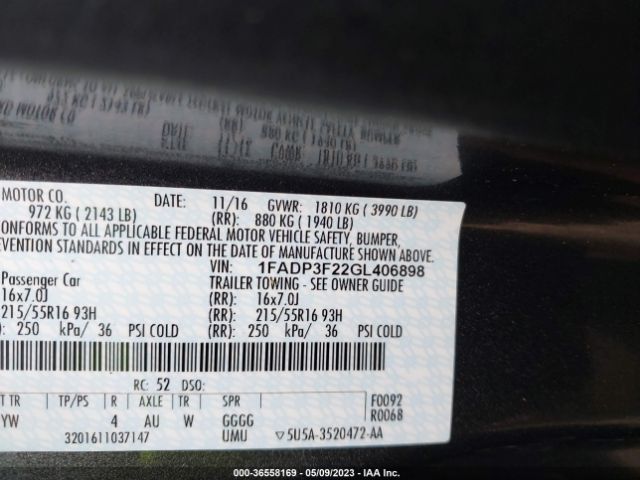 MOTOR CO. DATE: 11/16 GVWR: 1810 KG ( 3990 LB)
972 KG ( 2143 LB) (RR): 880 KG ( 1940 LB)
CONFORMS TO ALL APPLICABLE FEDERAL MOTOR VEHICLE SAFETY, BUMPER,
EVENTION STANDARDS IN EFFECT ON THE DATE OF MANUFACTURE SHOWN ABOVE.
VIN: 1FADP3F22GL406898
Passenger Car TRAILER TOWING - SEE OWNER GUIDE
16x7.0J (RR): 16x7.0J
215/55R16 93H (RR): 215/55R16 93H
): 250 kPa/ 36 PSI COLD (RR): 250 kPa/ 36 PSI COLD
RC: 52 DSO:
T TR TP/PS R AXLE TR SPR F0092
YW 4 AU W GGGG R0068
3201611037147 UMU ▽5U5A-3520472-AA
000-36558169 - 05/09/2023 - IAA Inc.